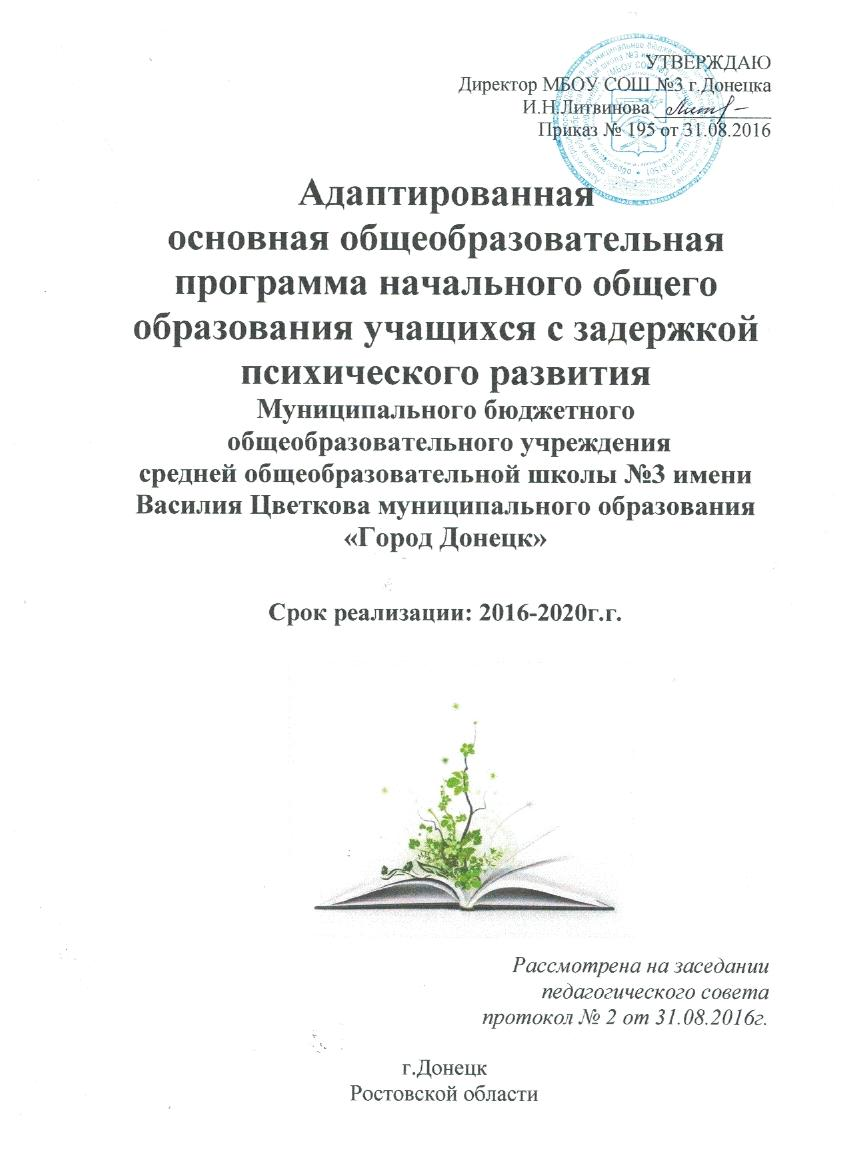 УТВЕРЖДАЮ
Директор МБОУ СОШ №3 г.Донецка
И.Н.Литвинова
Приказ № 195 от 31.08.2016
Адаптированная
основная общеобразовательная
программа начального общего
образования учащихся с задержкой
психического развития
Муниципального бюджетного
общеобразовательного учреждения
средней общеобразовательной школы №3 имени
Василия Цветкова муниципального образования
«Город Донецк»
Срок реализации: 2016-2020г.г.
Рассмотрена на заседании
педагогического совета
протокол № 2 от 31.08.2016г.
г.Донецк
Ростовской области